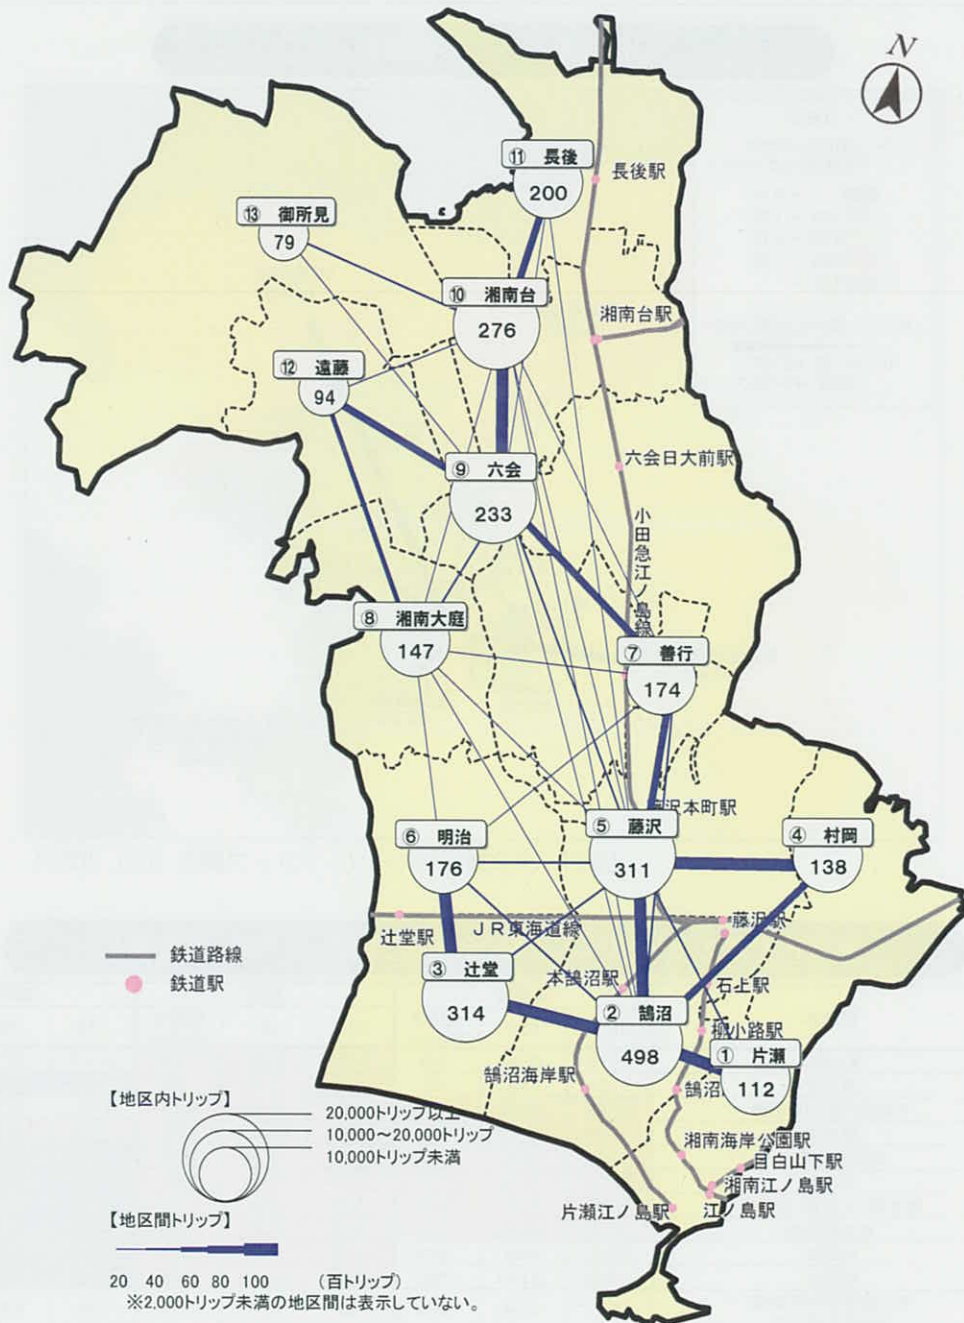 N
⑪ 長後
200
長後駅
⑬ 御所見
79
⑩ 湘南台
276
湘南台駅
⑫ 遠藤
94
⑨ 六会
233
六会日大前駅
小田急江ノ島線
⑧ 湘南大庭
147
⑦ 善行
174
沢本町駅
⑥ 明治
176
⑤ 藤沢
311
④ 村岡
138
辻堂駅
JR東海道線
藤沢駅
鉄道路線
鉄道駅
③ 辻堂
314
本鵠沼駅
石上駅
② 鵠沼
498
柳小路駅
① 片瀬
112
鵠沼海岸駅
鵠沼
湘南海岸公園駅
目白山下駅
湘南江ノ島駅
江ノ島駅
片瀬江ノ島駅
【地区内トリップ】
20,000トリップ以上
10,000～20,000トリップ
10,000トリップ未満
【地区間トリップ】
20 40 60 80 100 (百トリップ)
※2,000トリップ未満の地区間は表示していない。